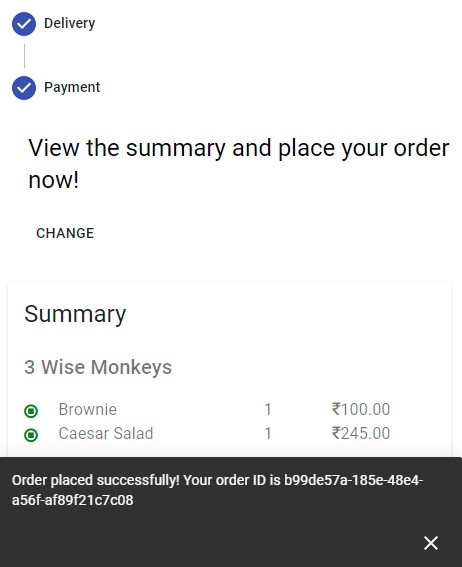 Delivery
Payment
View the summary and place your order
now!
CHANGE
Summary
3 Wise Monkeys
Brownie 1 ₹100.00
Caesar Salad 1 ₹245.00
Order placed successfully! Your order ID is b99de57a-185e-48e4-
a56f-af89f21c7c08